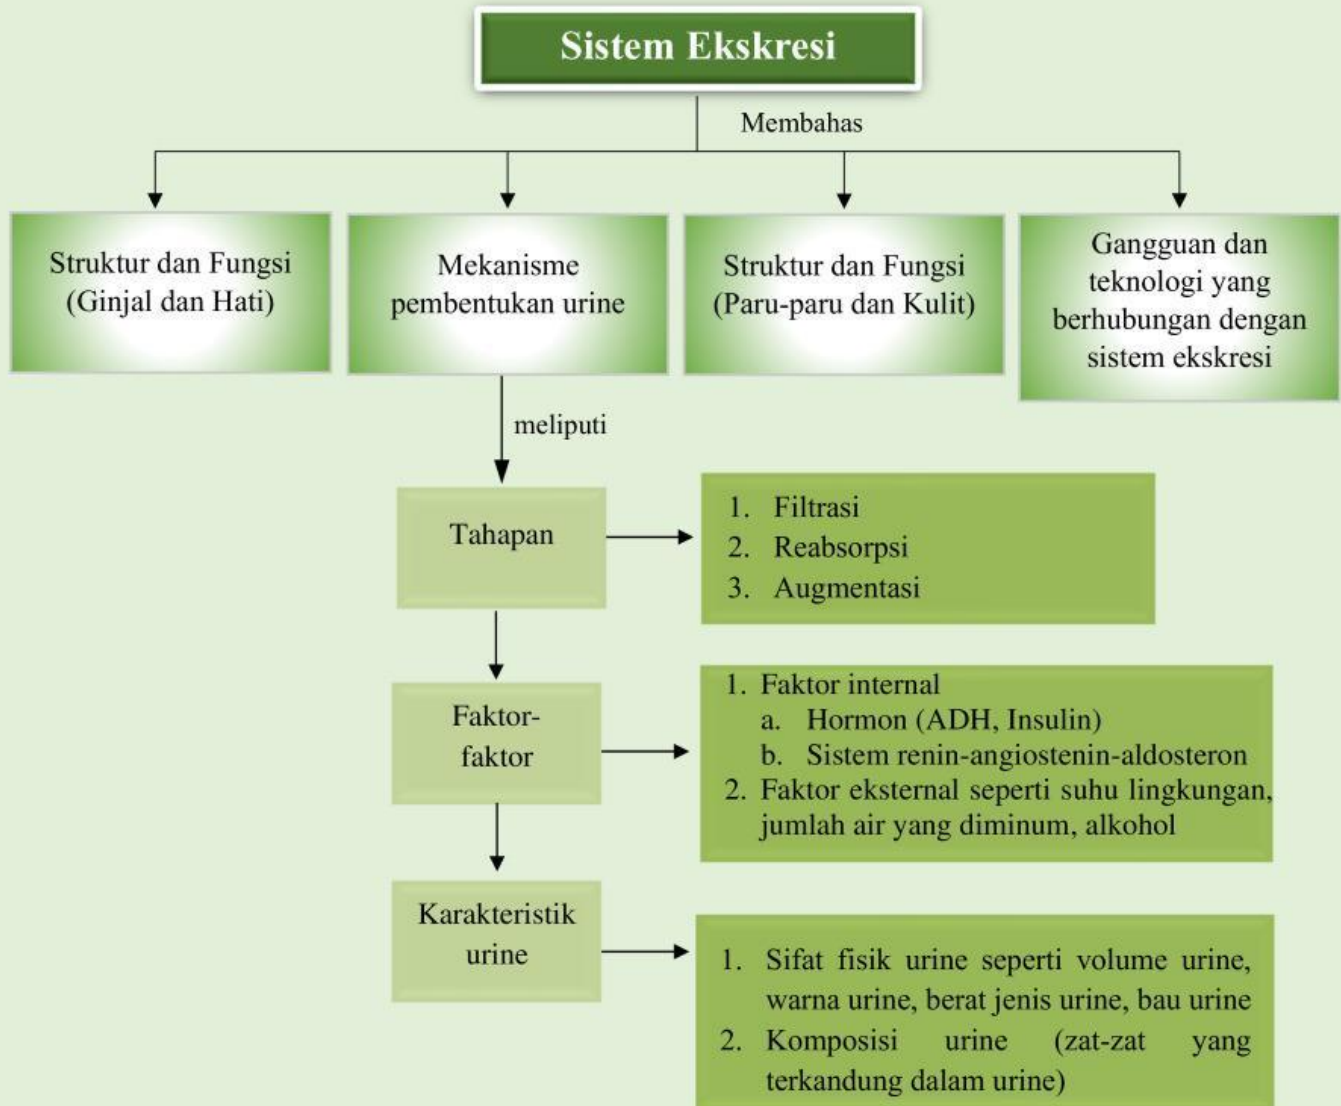 Sistem Ekskresi
Membahas
Struktur dan Fungsi
(Ginjal dan Hati)
Mekanisme
pembentukan urine
Struktur dan Fungsi
(Paru-paru dan Kulit)
Gangguan dan
teknologi yang
berhubungan dengan
sistem ekskresi
meliputi
Tahapan
1. Filtrasi
2. Reabsorpsi
3. Augmentasi
Faktor-
faktor
1. Faktor internal
a. Hormon (ADH, Insulin)
b. Sistem renin-angiostenin-aldosteron
2. Faktor eksternal seperti suhu lingkungan,
jumlah air yang diminum, alkohol
Karakteristik
urine
1. Sifat fisik urine seperti volume urine,
warna urine, berat jenis urine, bau urine
2. Komposisi urine (zat-zat yang
terkandung dalam urine)